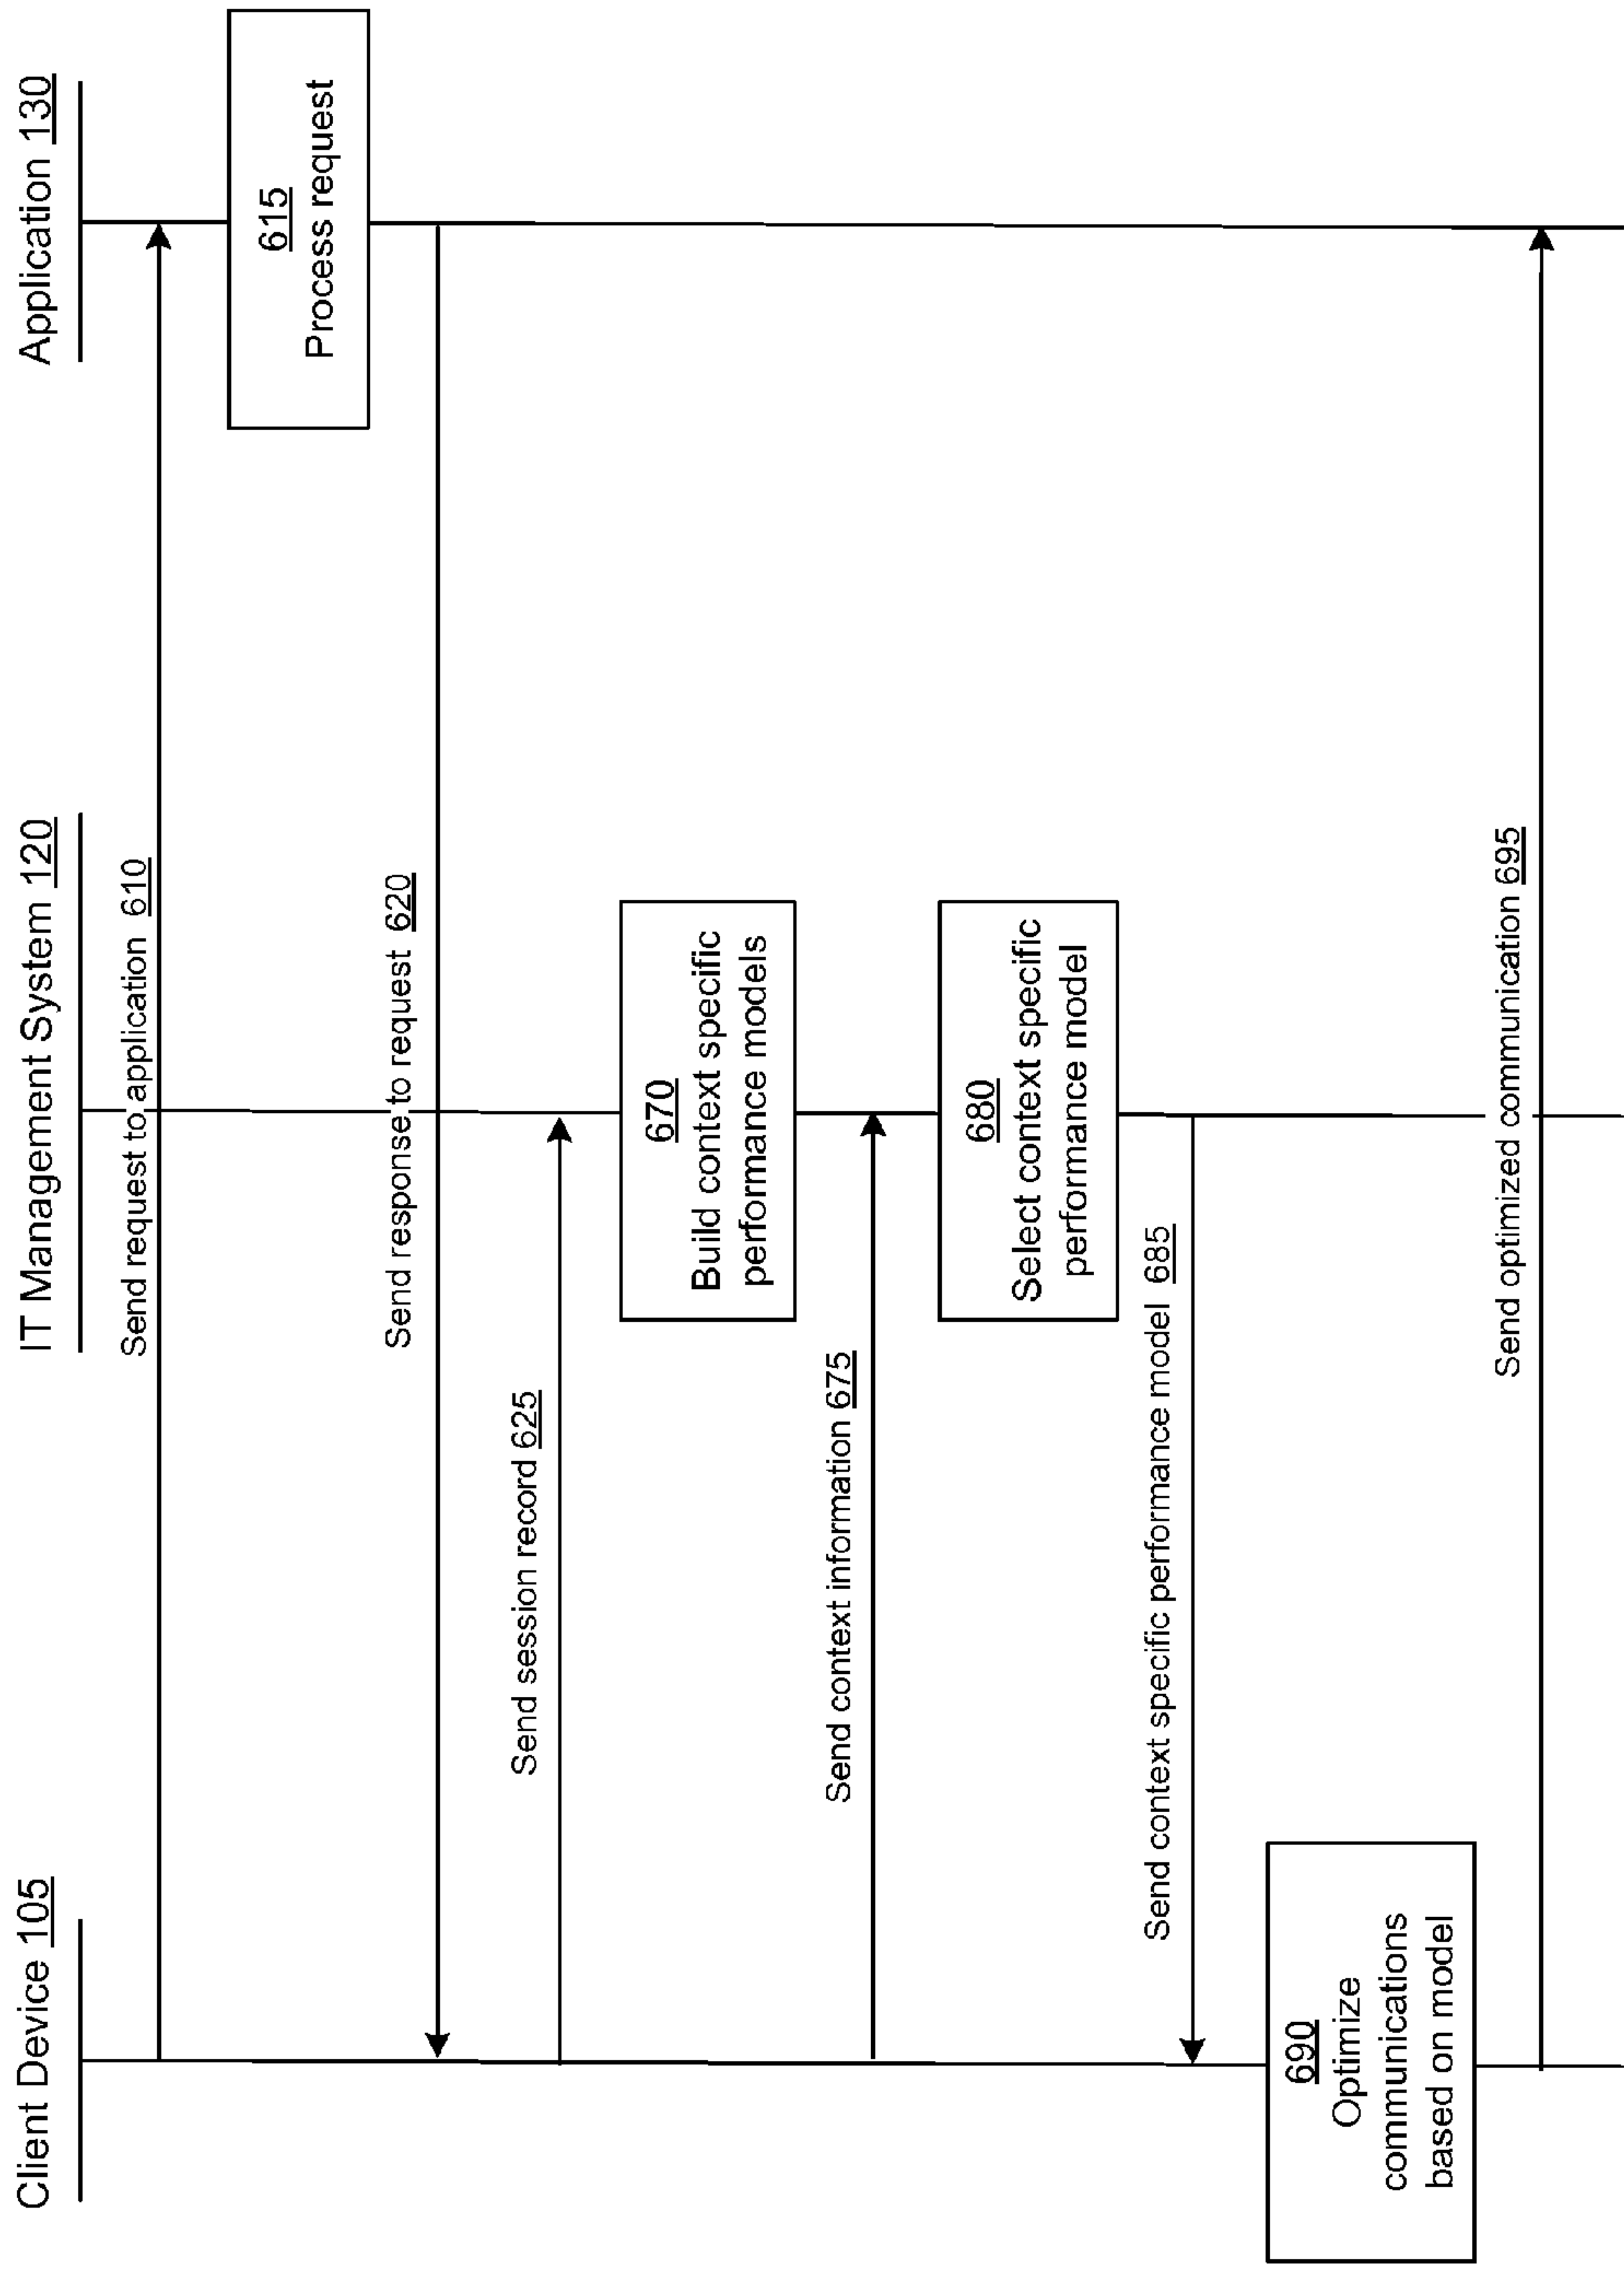 Client Device 105
IT Management System 120
Application 130
Send request to application 610
615
Process request
Send response to request 620
Send session record 625
670
Build context specific
performance models
Send context information 675
680
Select context specific
performance model
Send context specific performance model 685
690
Optimize
communications
based on model
Send optimized communication 695